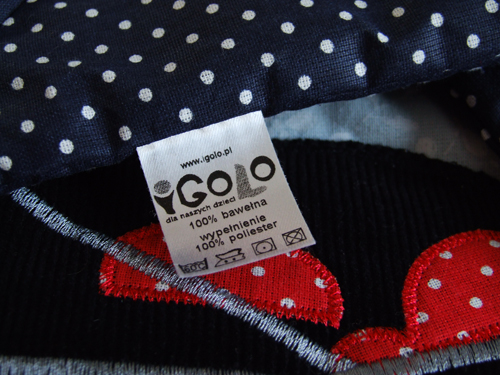 www.igolo.pl
iGOLO
dla naszych dzieci
100% bawełna
wypełnienie
100% poliester